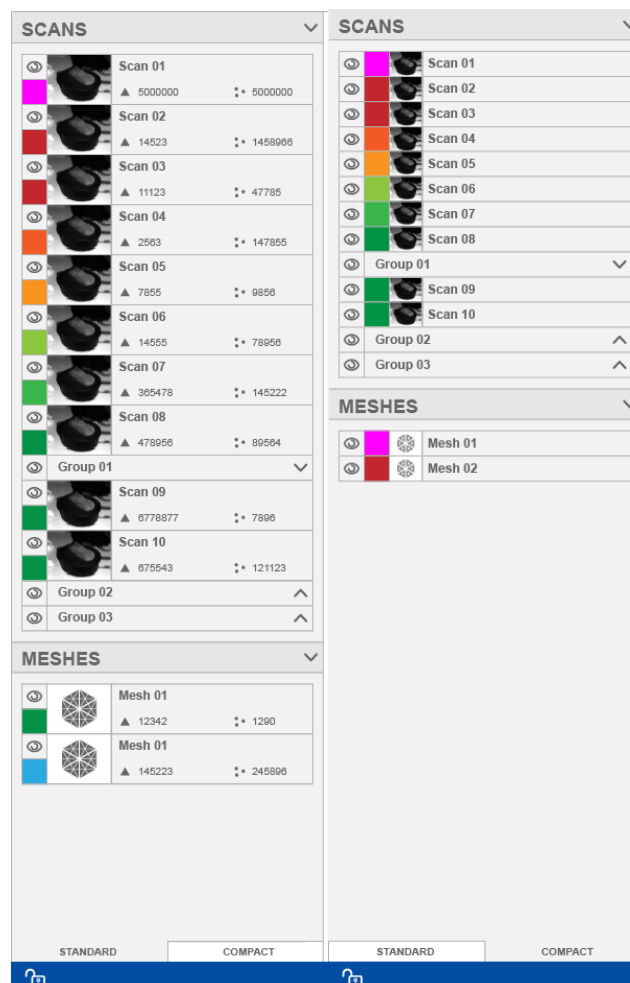 SCANS
Scan 01
5000000 5000000
Scan 02
14523 1458966
Scan 03
11123 47785
Scan 04
2563 147855
Scan 05
7855 9856
Scan 06
14555 78956
Scan 07
365478 145222
Scan 08
478956 89564
Group 01
Scan 09
6778877 7896
Scan 10
675543 121123
Group 02
Group 03
MESHES
Mesh 01
12342 1290
Mesh 01
145223 245896
STANDARD COMPACT
SCANS
Scan 01
Scan 02
Scan 03
Scan 04
Scan 05
Scan 06
Scan 07
Scan 08
Group 01
Scan 09
Scan 10
Group 02
Group 03
MESHES
Mesh 01
Mesh 02
STANDARD COMPACT